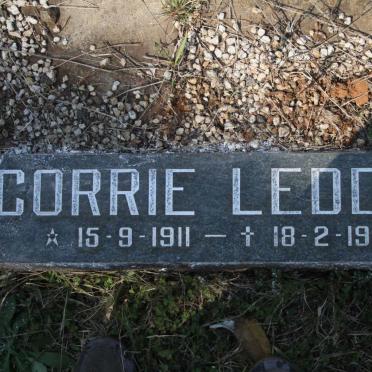 CORRIE LEDD
☆ 15-9-1911 — ✝ 18-2-19